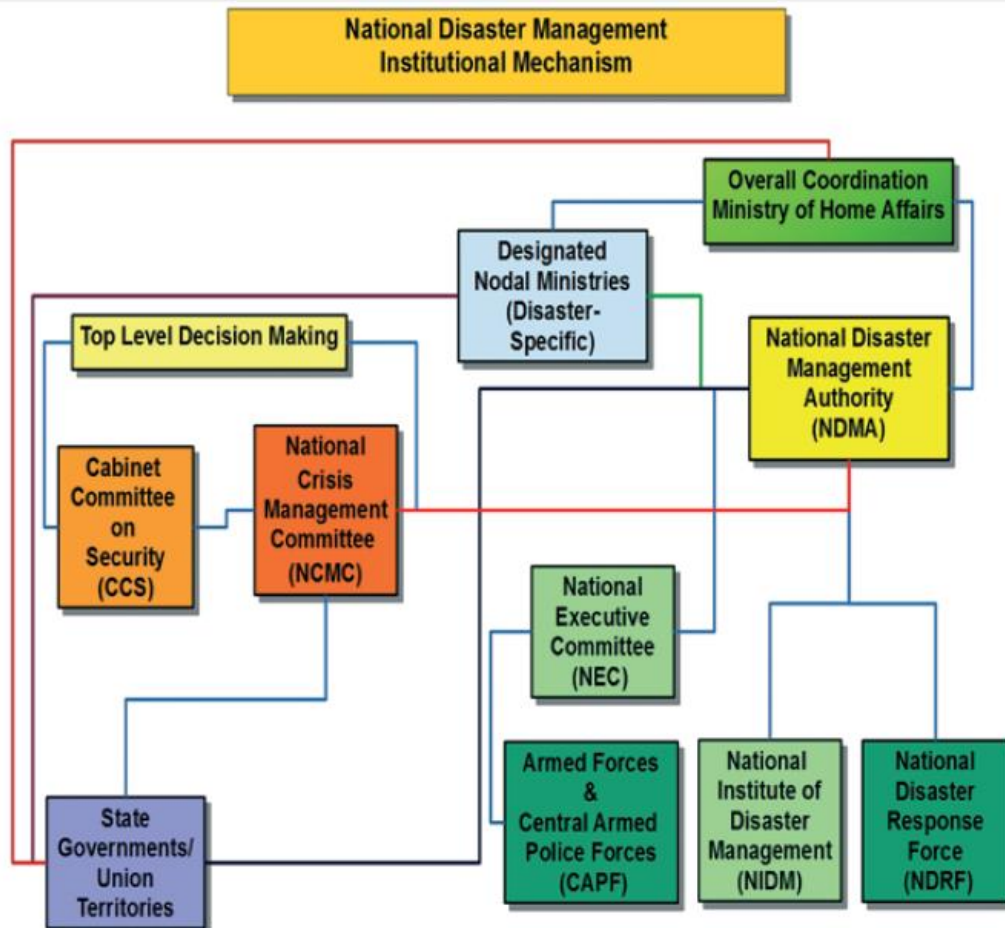 National Disaster Management
Institutional Mechanism
Overall Coordination
Ministry of Home Affairs
Designated
Nodal Ministries
(Disaster-
Specific)
Top Level Decision Making
National Disaster
Management
Authority
(NDMA)
Cabinet
Committee
on
Security
(CCS)
National
Crisis
Management
Committee
(NCMC)
National
Executive
Committee
(NEC)
State
Governments/
Union
Territories
Armed Forces
&
Central Armed
Police Forces
(CAPF)
National
Institute of
Disaster
Management
(NIDM)
National
Disaster
Response
Force
(NDRF)